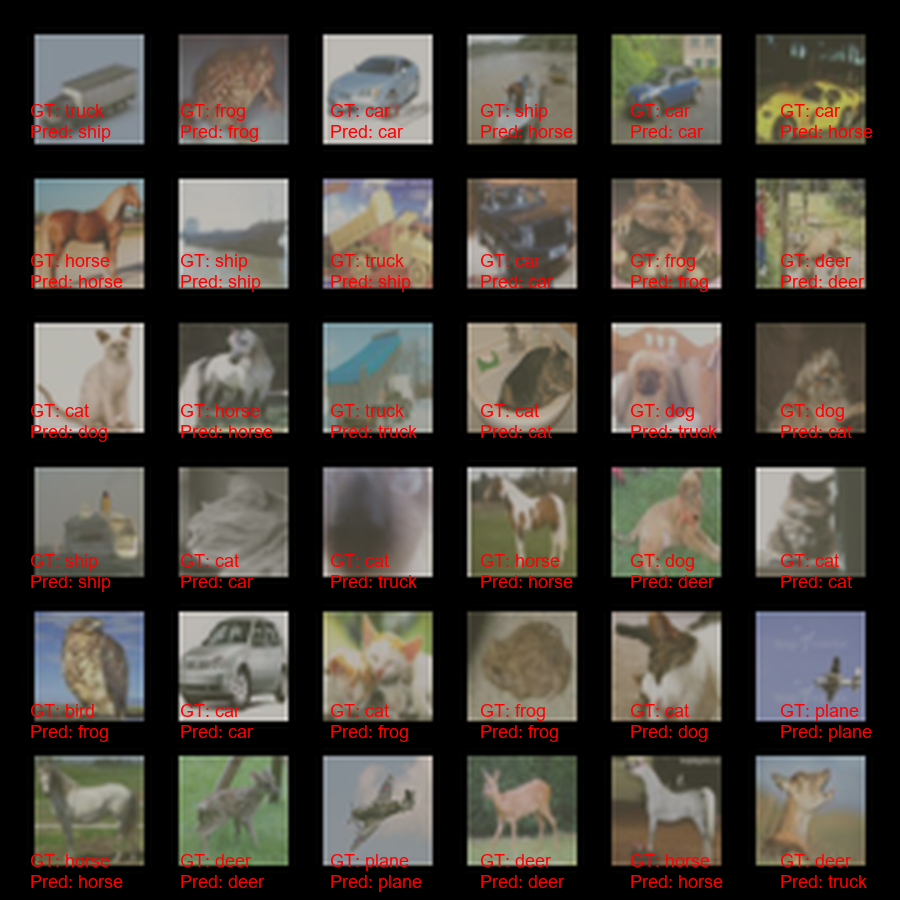 GT: truck
Pred: ship
GT: frog
Pred: frog
GT: car
Pred: car
GT: ship
Pred: horse
GT: car
Pred: car
GT: car
Pred: horse
GT: horse
Pred: horse
GT: ship
Pred: ship
GT: truck
Pred: ship
GT: car
Pred: car
GT: frog
Pred: frog
GT: deer
Pred: deer
GT: cat
Pred: dog
GT: horse
Pred: horse
GT: truck
Pred: truck
GT: cat
Pred: cat
GT: dog
Pred: truck
GT: dog
Pred: cat
GT: ship
Pred: ship
GT: cat
Pred: car
GT: cat
Pred: truck
GT: horse
Pred: horse
GT: dog
Pred: deer
GT: cat
Pred: cat
GT: bird
Pred: frog
GT: car
Pred: car
GT: cat
Pred: frog
GT: frog
Pred: frog
GT: cat
Pred: dog
GT: plane
Pred: plane
GT: horse
Pred: horse
GT: deer
Pred: deer
GT: plane
Pred: plane
GT: deer
Pred: deer
GT: horse
Pred: horse
GT: deer
Pred: truck